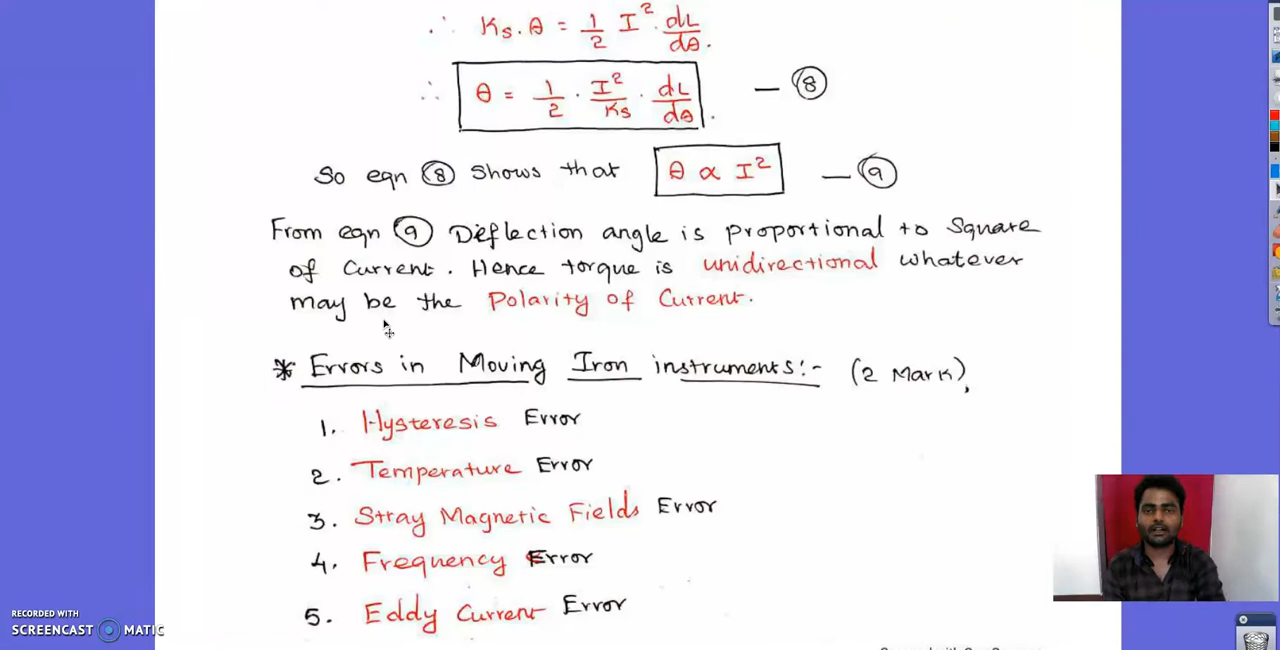 ∴ Ks.θ = 1/2 I² . dL/dθ.
∴ θ = 1/2 . I²/Ks . dL/dθ. — 8
So eqn 8 Shows that θ ∝ I² — 9
From eqn 9 Deflection angle is proportional to Square
of Current. Hence torque is unidirectional whatever
may be the Polarity of Current.
* Errors in Moving Iron instruments:- (2 Mark),
1. Hysteresis Error
2. Temperature Error
3. Stray Magnetic Fields Error
4. Frequency Error
5. Eddy Current Error
RECORDED WITH
SCREENCAST MATIC